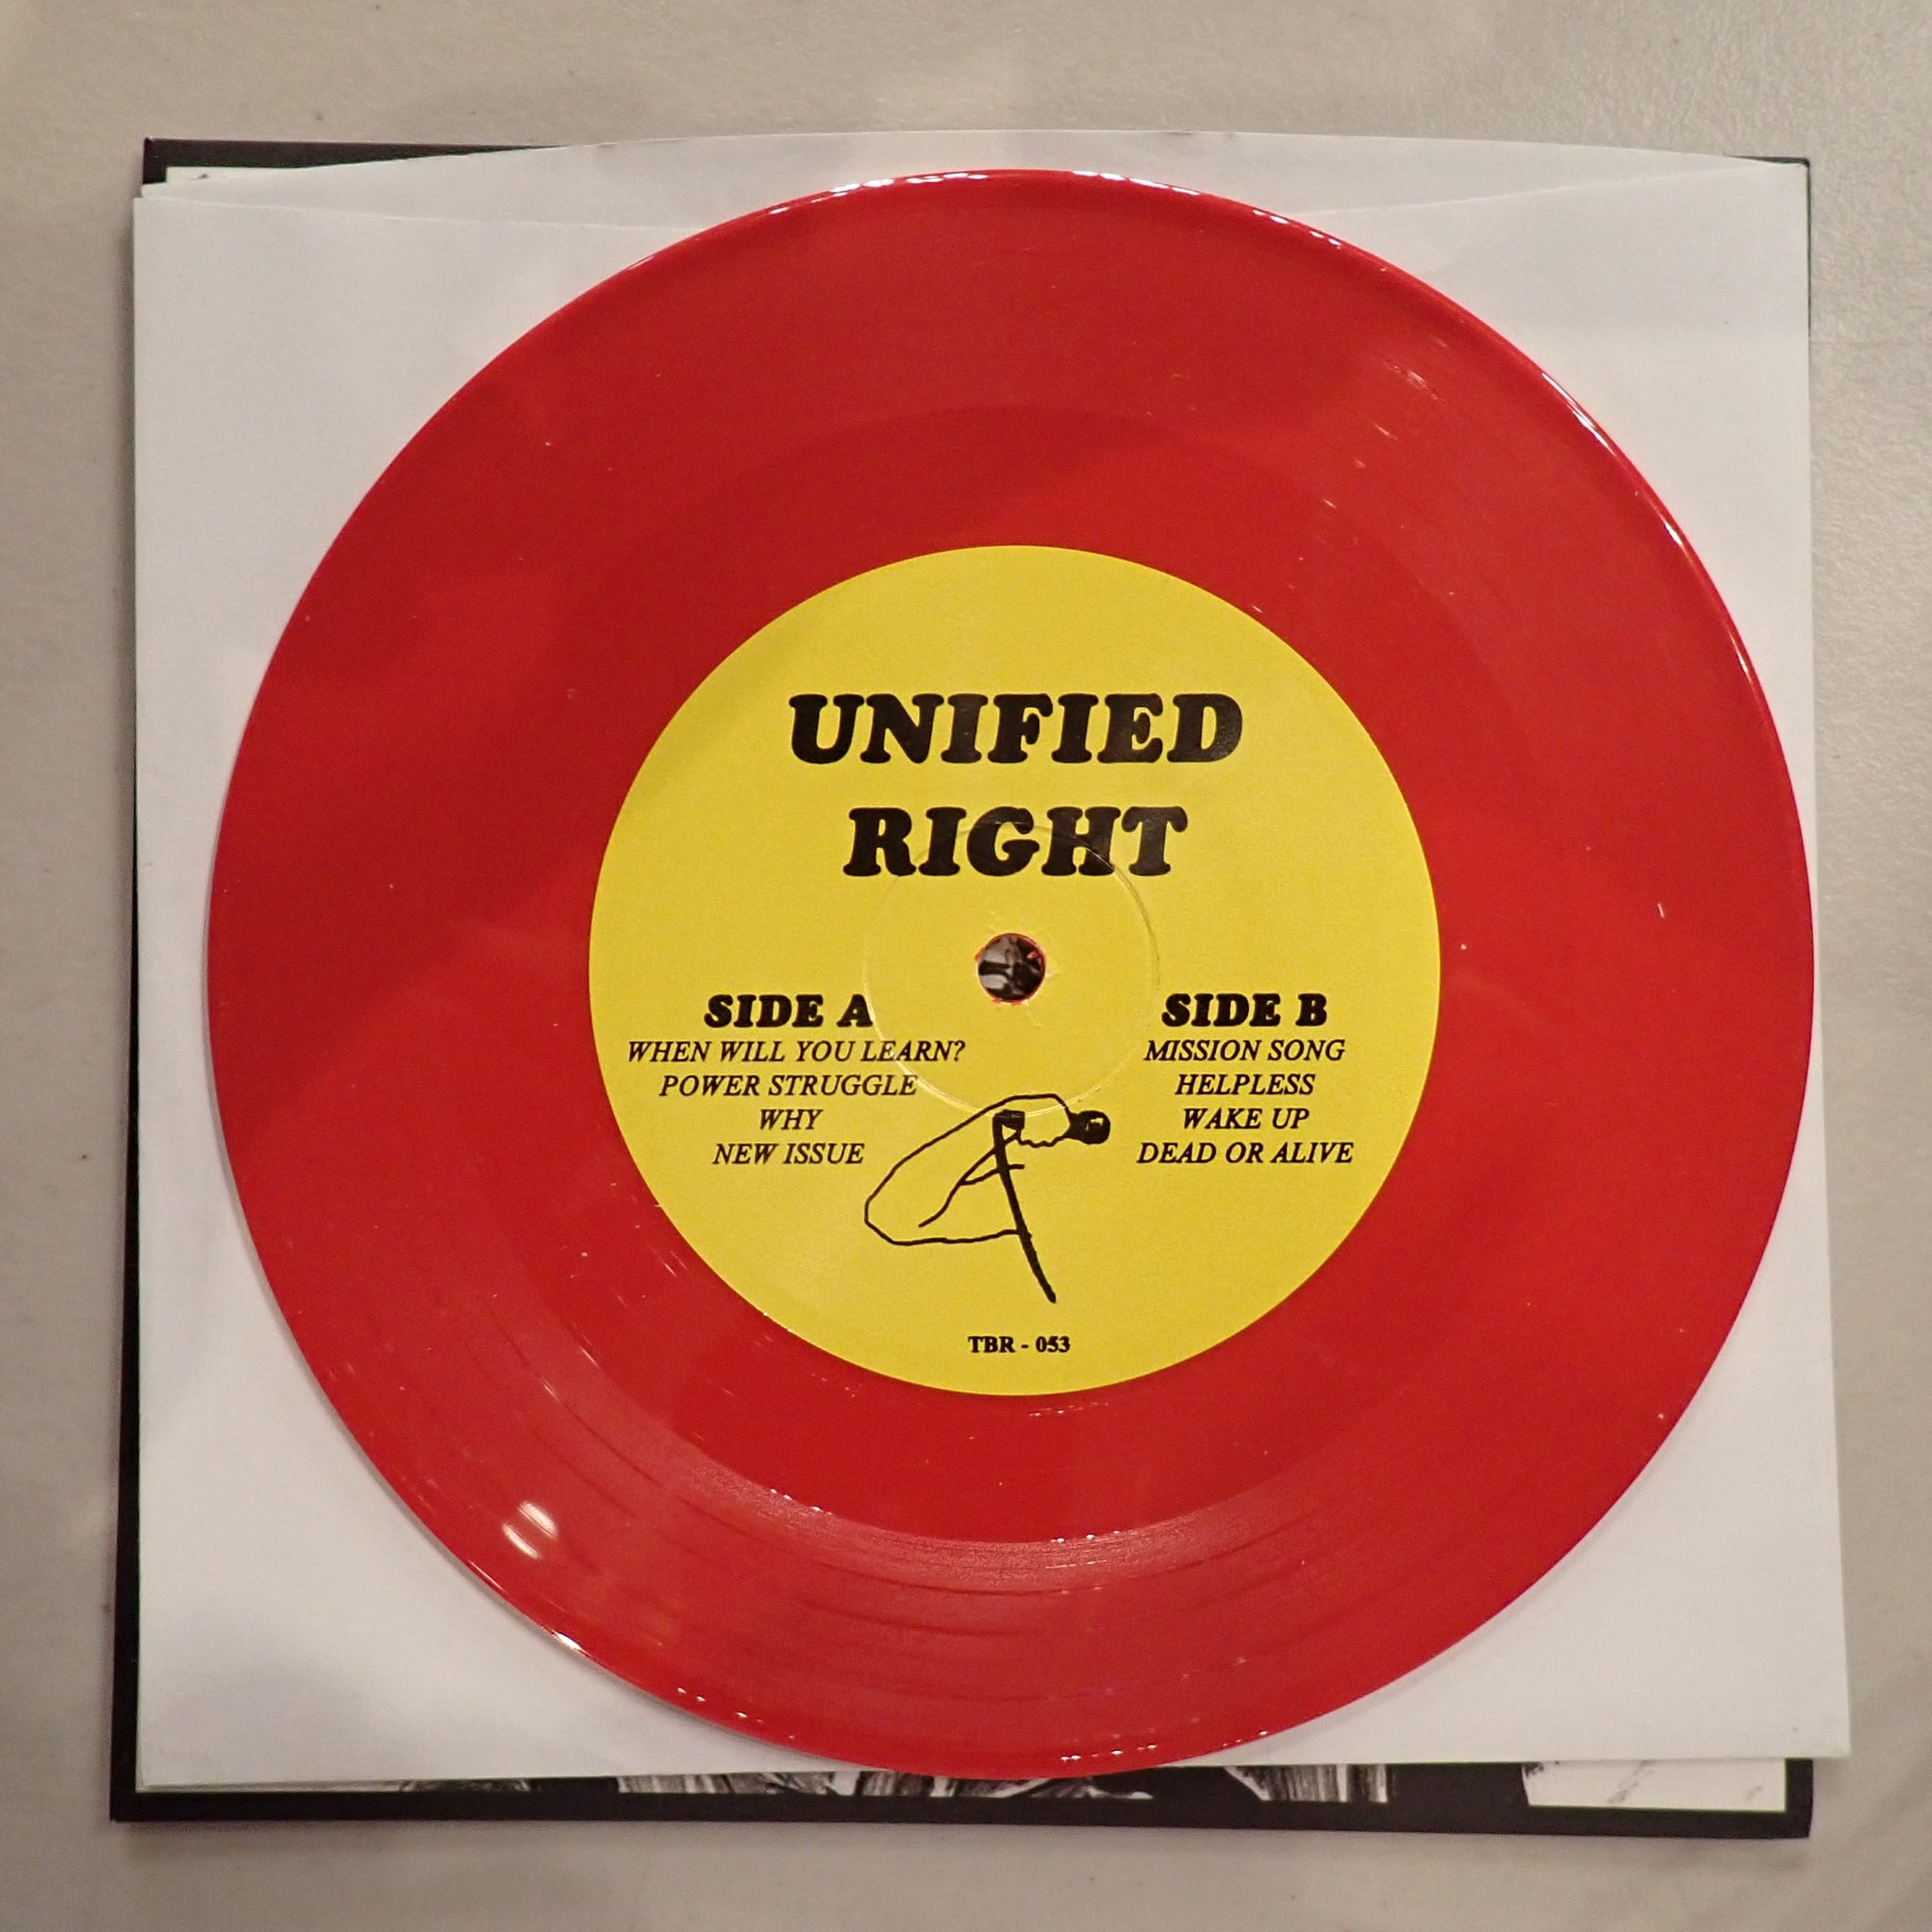 UNIFIED
RIGHT
SIDE A
WHEN WILL YOU LEARN?
POWER STRUGGLE
WHY
NEW ISSUE
SIDE B
MISSION SONG
HELPLESS
WAKE UP
DEAD OR ALIVE
TBR - 053